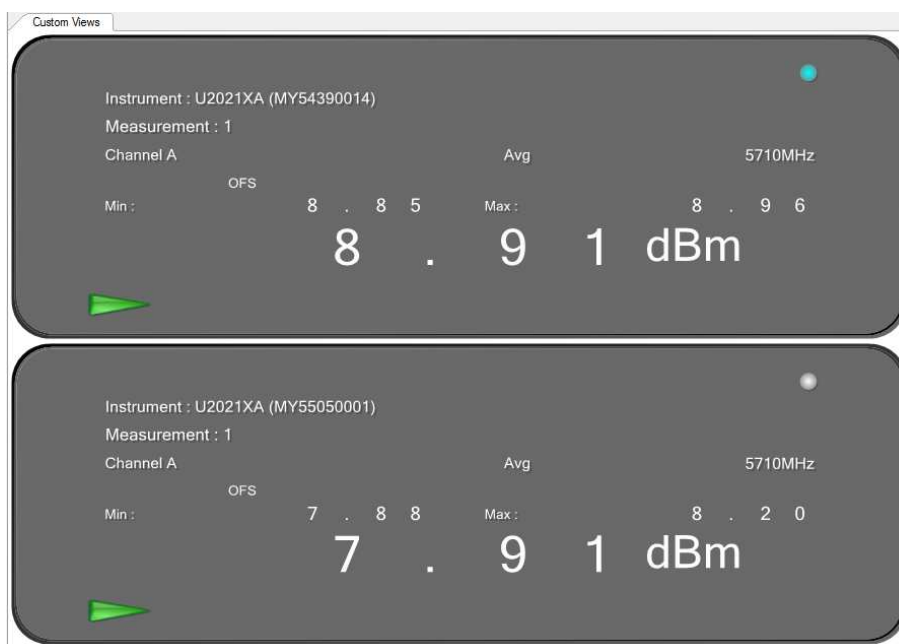 Custom Views
Instrument : U2021XA (MY54390014)
Measurement : 1
Channel A Avg 5710MHz
OFS
Min : 8 . 8 5 Max : 8 . 9 6
8 . 9 1 dBm
Instrument : U2021XA (MY55050001)
Measurement : 1
Channel A Avg 5710MHz
OFS
Min : 7 . 8 8 Max : 8 . 2 0
7 . 9 1 dBm